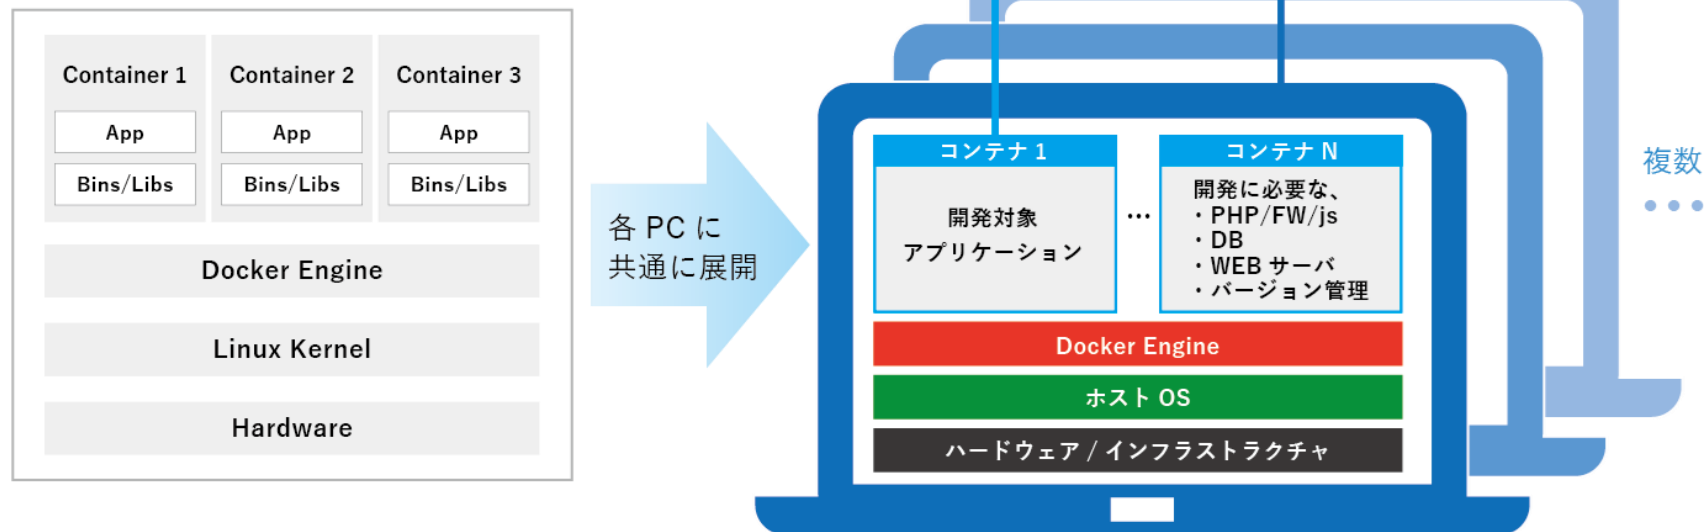 Container 1
Container 2
Container 3
App
App
App
Bins/Libs
Bins/Libs
Bins/Libs
Docker Engine
Linux Kernel
Hardware
各 PC に
共通に展開
コンテナ 1
開発対象
アプリケーション
…
コンテナ N
開発に必要な、
・PHP/FW/js
・DB
・WEB サーバ
・バージョン管理
Docker Engine
ホスト OS
ハードウェア / インフラストラクチャ
複数